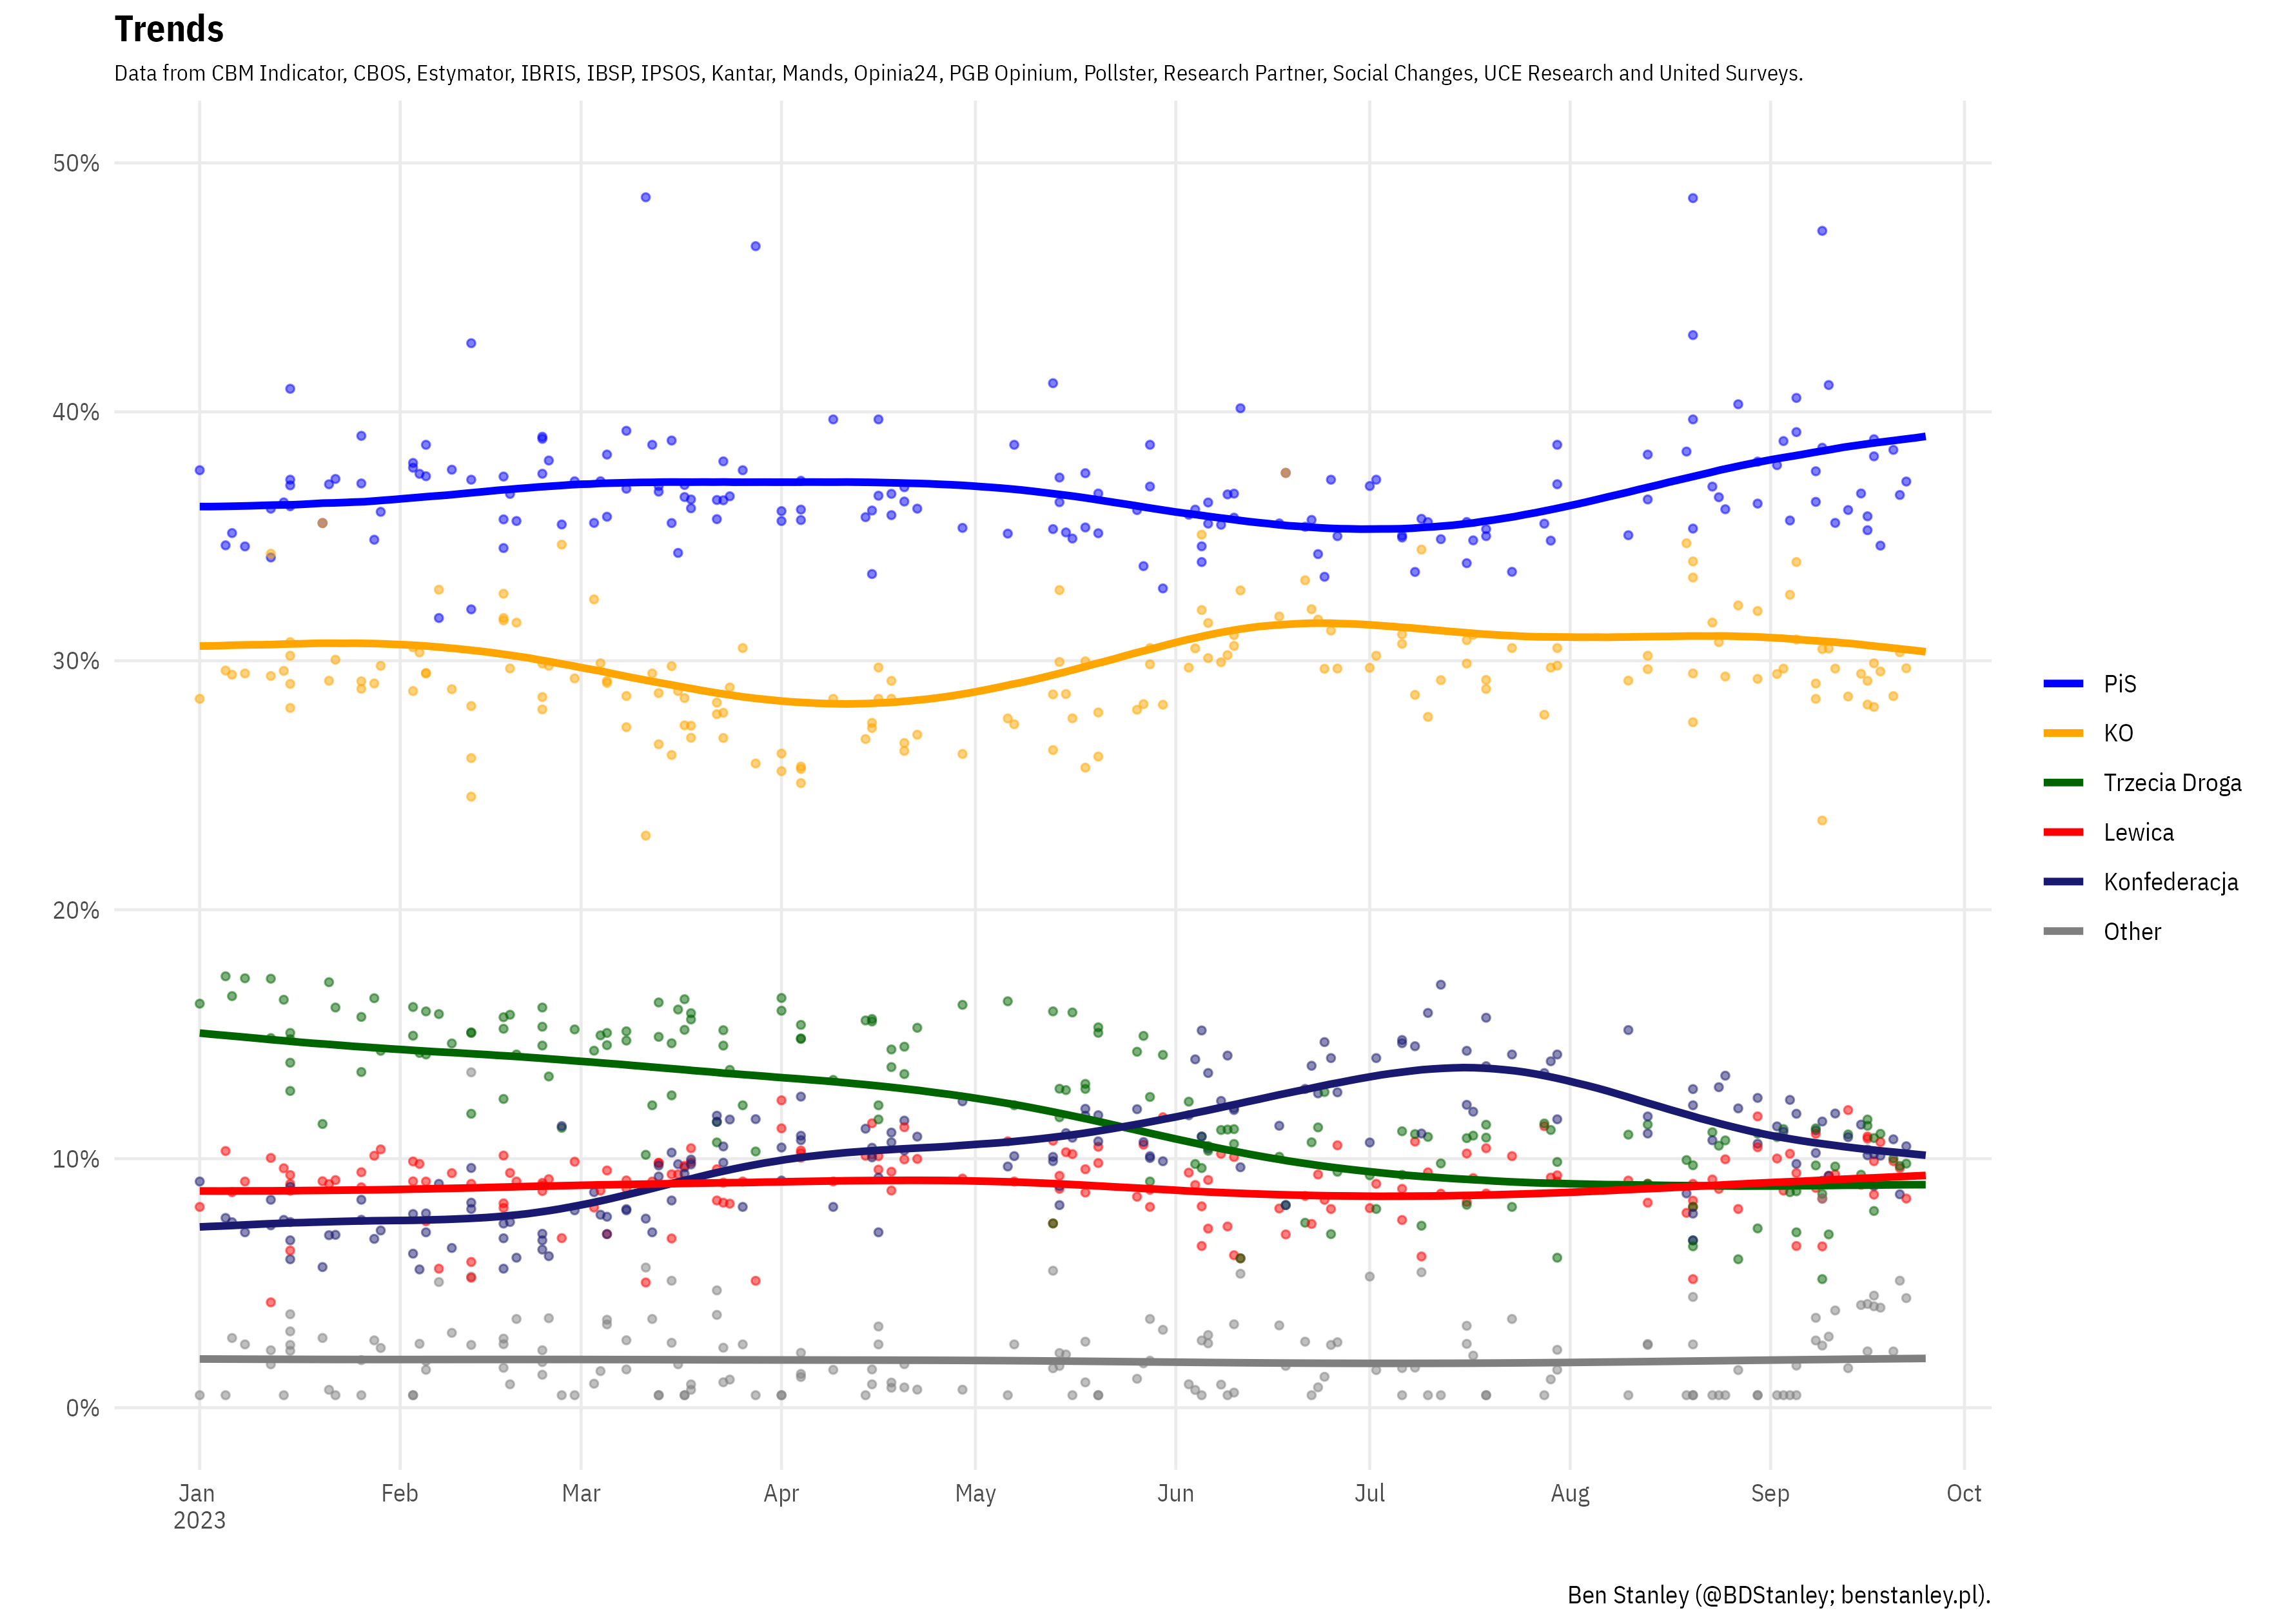 Trends
Data from CBM Indicator, CBOS, Estymator, IBRIS, IBSP, IPSOS, Kantar, Mands, Opinia24, PGB Opinium, Pollster, Research Partner, Social Changes, UCE Research and United Surveys.
50%
40%
30%
20%
10%
0%
Jan
2023
Feb
Mar
Apr
May
Jun
Jul
Aug
Sep
Oct
PiS
KO
Trzecia Droga
Lewica
Konfederacja
Other
Ben Stanley (@BDStanley; benstanley.pl).